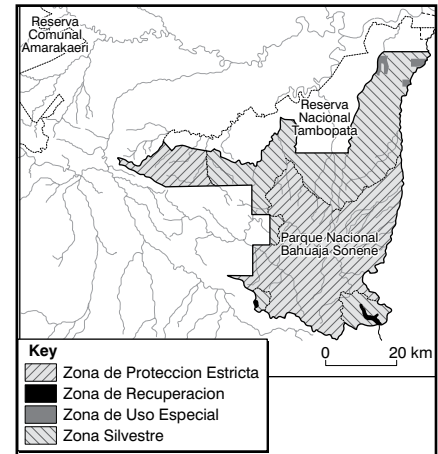 Reserva
Comunal
Amarakaeri
Reserva
Nacional
Tambopata
Parque Nacional
Bahuaja Sonene
Key
Zona de Proteccion Estricta
Zona de Recuperacion
Zona de Uso Especial
Zona Silvestre
0 20 km